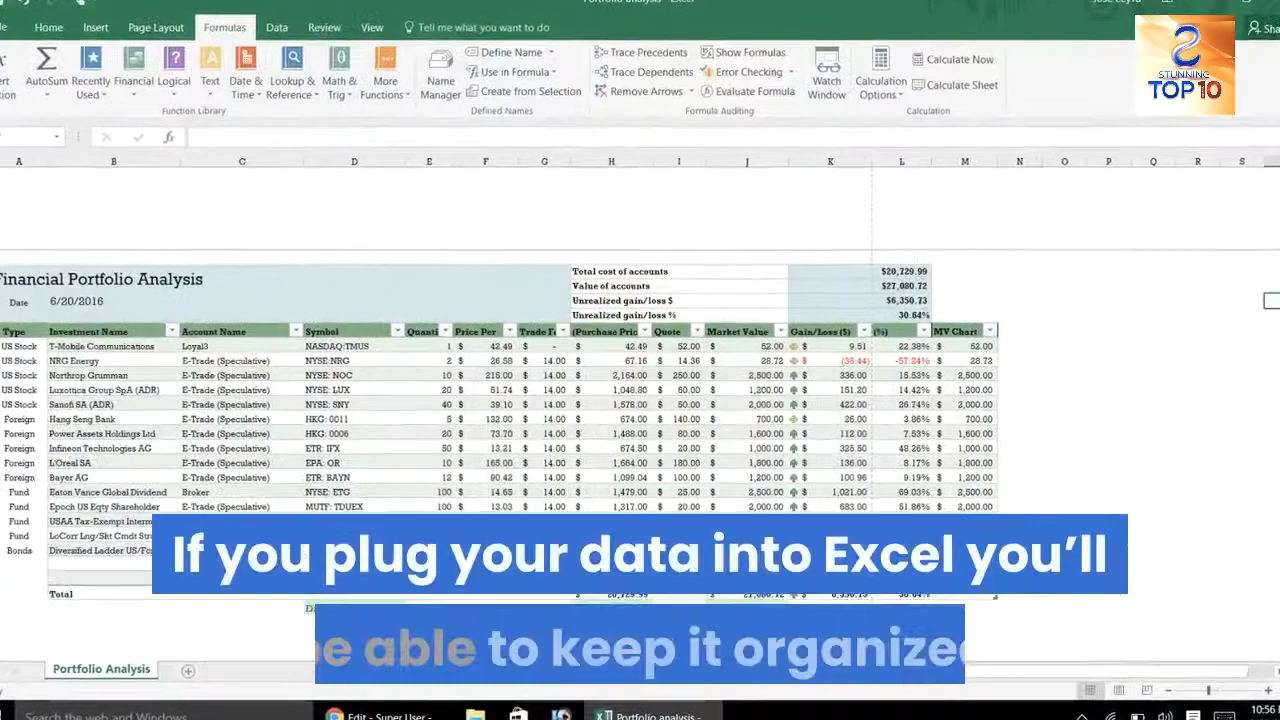 Portfolio analysis - Excel
Home Insert Page Layout Formulas Data Review View Tell me what you want to do
AutoSum Recently Used Financial Logical Text Date & Time Lookup & Reference Math & Trig More Functions
Function Library
Name Manager
Define Name
Use in Formula
Create from Selection
Defined Names
Trace Precedents Show Formulas
Trace Dependents Error Checking
Remove Arrows Evaluate Formula
Formula Auditing
Watch Window
Calculation Options
Calculate Now
Calculate Sheet
Calculation
S
STUNNING
TOP10
fx
A B C D E F G H I J K L M N O P Q R S
Financial Portfolio Analysis
Date 6/20/2016
Total cost of accounts $20,729.99
Value of accounts $27,080.72
Unrealized gain/loss $ $6,350.73
Unrealized gain/loss % 30.64%
Type Investment Name Account Name Symbol Quanti Price Per Trade Fe (Purchase Pric Quote Market Value Gain/Loss ($) (%) MV Chart
US Stock T-Mobile Communications Loyal3 NASDAQ:TMUS 1 $ 42.49 - $ 42.49 $ 52.00 $ 52.00 $ 9.51 22.38% $ 52.00
US Stock NRG Energy E-Trade (Speculative) NYSE:NRG 2 $ 26.58 $ 14.00 $ 67.16 $ 14.36 $ 28.72 $ (38.44) -57.24% $ 28.72
US Stock Northrop Grumman E-Trade (Speculative) NYSE: NOC 10 $ 215.00 $ 14.00 $ 2,164.00 $ 250.00 $ 2,500.00 $ 336.00 15.53% $ 2,500.00
US Stock Luxottica Group SpA (ADR) E-Trade (Speculative) NYSE: LUX 20 $ 51.74 $ 14.00 $ 1,048.80 $ 60.00 $ 1,200.00 $ 151.20 14.42% $ 1,200.00
US Stock Sanofi SA (ADR) E-Trade (Speculative) NYSE: SNY 40 $ 39.10 $ 14.00 $ 1,578.00 $ 50.00 $ 2,000.00 $ 422.00 26.74% $ 2,000.00
Foreign Hang Seng Bank E-Trade (Speculative) HKG: 0011 5 $ 132.00 $ 14.00 $ 674.00 $ 140.00 $ 700.00 $ 26.00 3.86% $ 700.00
Foreign Power Assets Holdings Ltd E-Trade (Speculative) HKG: 0006 20 $ 73.70 $ 14.00 $ 1,488.00 $ 80.00 $ 1,600.00 $ 112.00 7.53% $ 1,600.00
Foreign Infineon Technologies AG E-Trade (Speculative) ETR: IFX 50 $ 13.21 $ 14.00 $ 674.50 $ 20.00 $ 1,000.00 $ 325.50 48.26% $ 1,000.00
Foreign L'Oreal SA E-Trade (Speculative) EPA: OR 10 $ 165.00 $ 14.00 $ 1,664.00 $ 180.00 $ 1,800.00 $ 136.00 8.17% $ 1,800.00
Foreign Bayer AG E-Trade (Speculative) ETR: BAYN 12 $ 90.42 $ 14.00 $ 1,099.04 $ 100.00 $ 1,200.00 $ 100.96 9.19% $ 1,200.00
Fund Eaton Vance Global Dividend Broker NYSE: ETG 100 $ 14.65 $ 14.00 $ 1,479.00 $ 25.00 $ 2,500.00 $ 1,021.00 69.03% $ 2,500.00
Fund Epoch US Eqty Shareholder E-Trade (Speculative) MUTF: TDUEX 100 $ 13.03 $ 14.00 $ 1,317.00 $ 20.00 $ 2,000.00 $ 683.00 51.86% $ 2,000.00
Fund USAA Tax-Exempt Interm
Fund LoCorr Lng/Sht Cmdt Str
Bonds Diversified Ladder US/Fo
If you plug your data into Excel you’ll
Total
be able to keep it organized
Portfolio Analysis
Search the web and Windows
Edit - Super User -
Portfolio analysis -
10:56